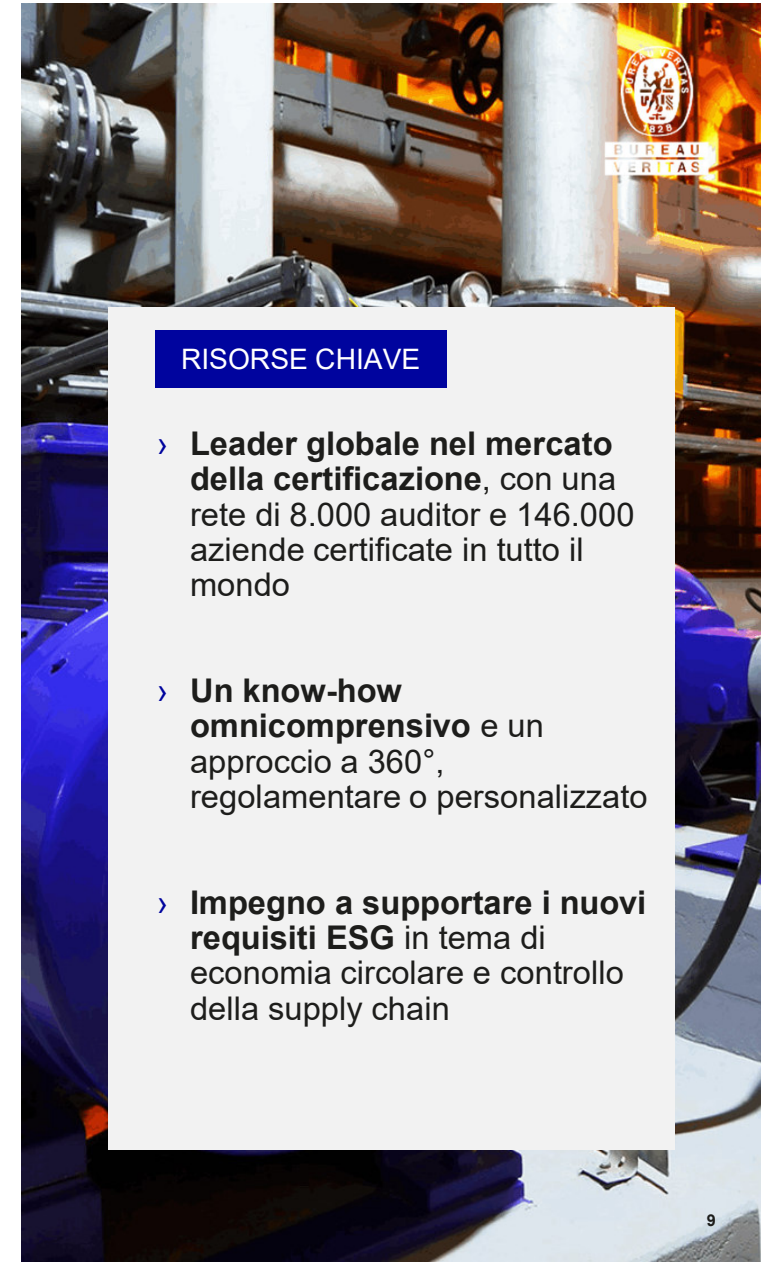 BUREAU VERITAS
1828
BUREAU
VERITAS
RISORSE CHIAVE
› Leader globale nel mercato
della certificazione, con una
rete di 8.000 auditor e 146.000
aziende certificate in tutto il
mondo
› Un know-how
omnicomprensivo e un
approccio a 360°,
regolamentare o personalizzato
› Impegno a supportare i nuovi
requisiti ESG in tema di
economia circolare e controllo
della supply chain
9